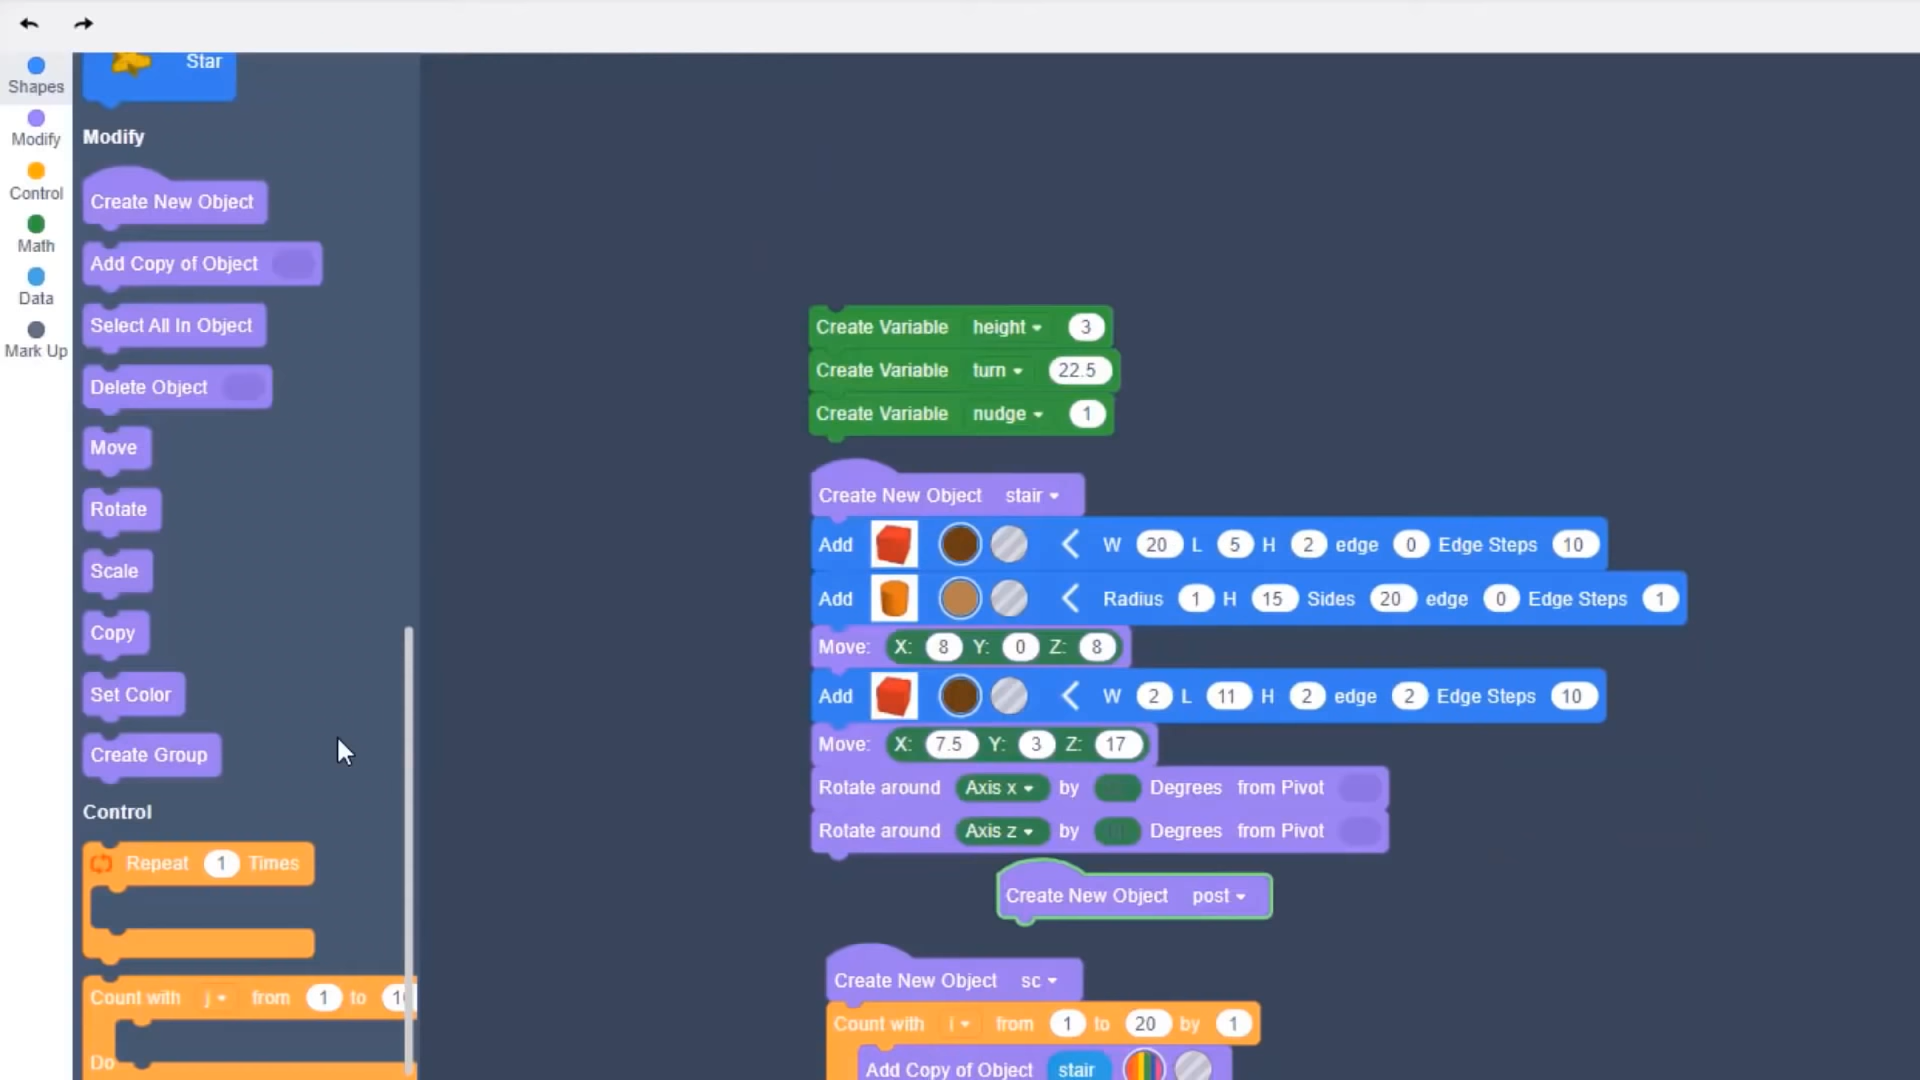 Shapes
Modify
Control
Math
Data
Mark Up
Star
Modify
Create New Object
Add Copy of Object
Select All In Object
Delete Object
Move
Rotate
Scale
Copy
Set Color
Create Group
Control
Repeat 1 Times
Count with j from 1 to
Do
Create Variable height 3
Create Variable turn 22.5
Create Variable nudge 1
Create New Object stair
Add W 20 L 5 H 2 edge 0 Edge Steps 10
Add Radius 1 H 15 Sides 20 edge 0 Edge Steps 1
Move: X: 8 Y: 0 Z: 8
Add W 2 L 11 H 2 edge 2 Edge Steps 10
Move: X: 7.5 Y: 3 Z: 17
Rotate around Axis x by Degrees from Pivot
Rotate around Axis z by Degrees from Pivot
Create New Object post
Create New Object sc
Count with i from 1 to 20 by 1
Add Copy of Object stair